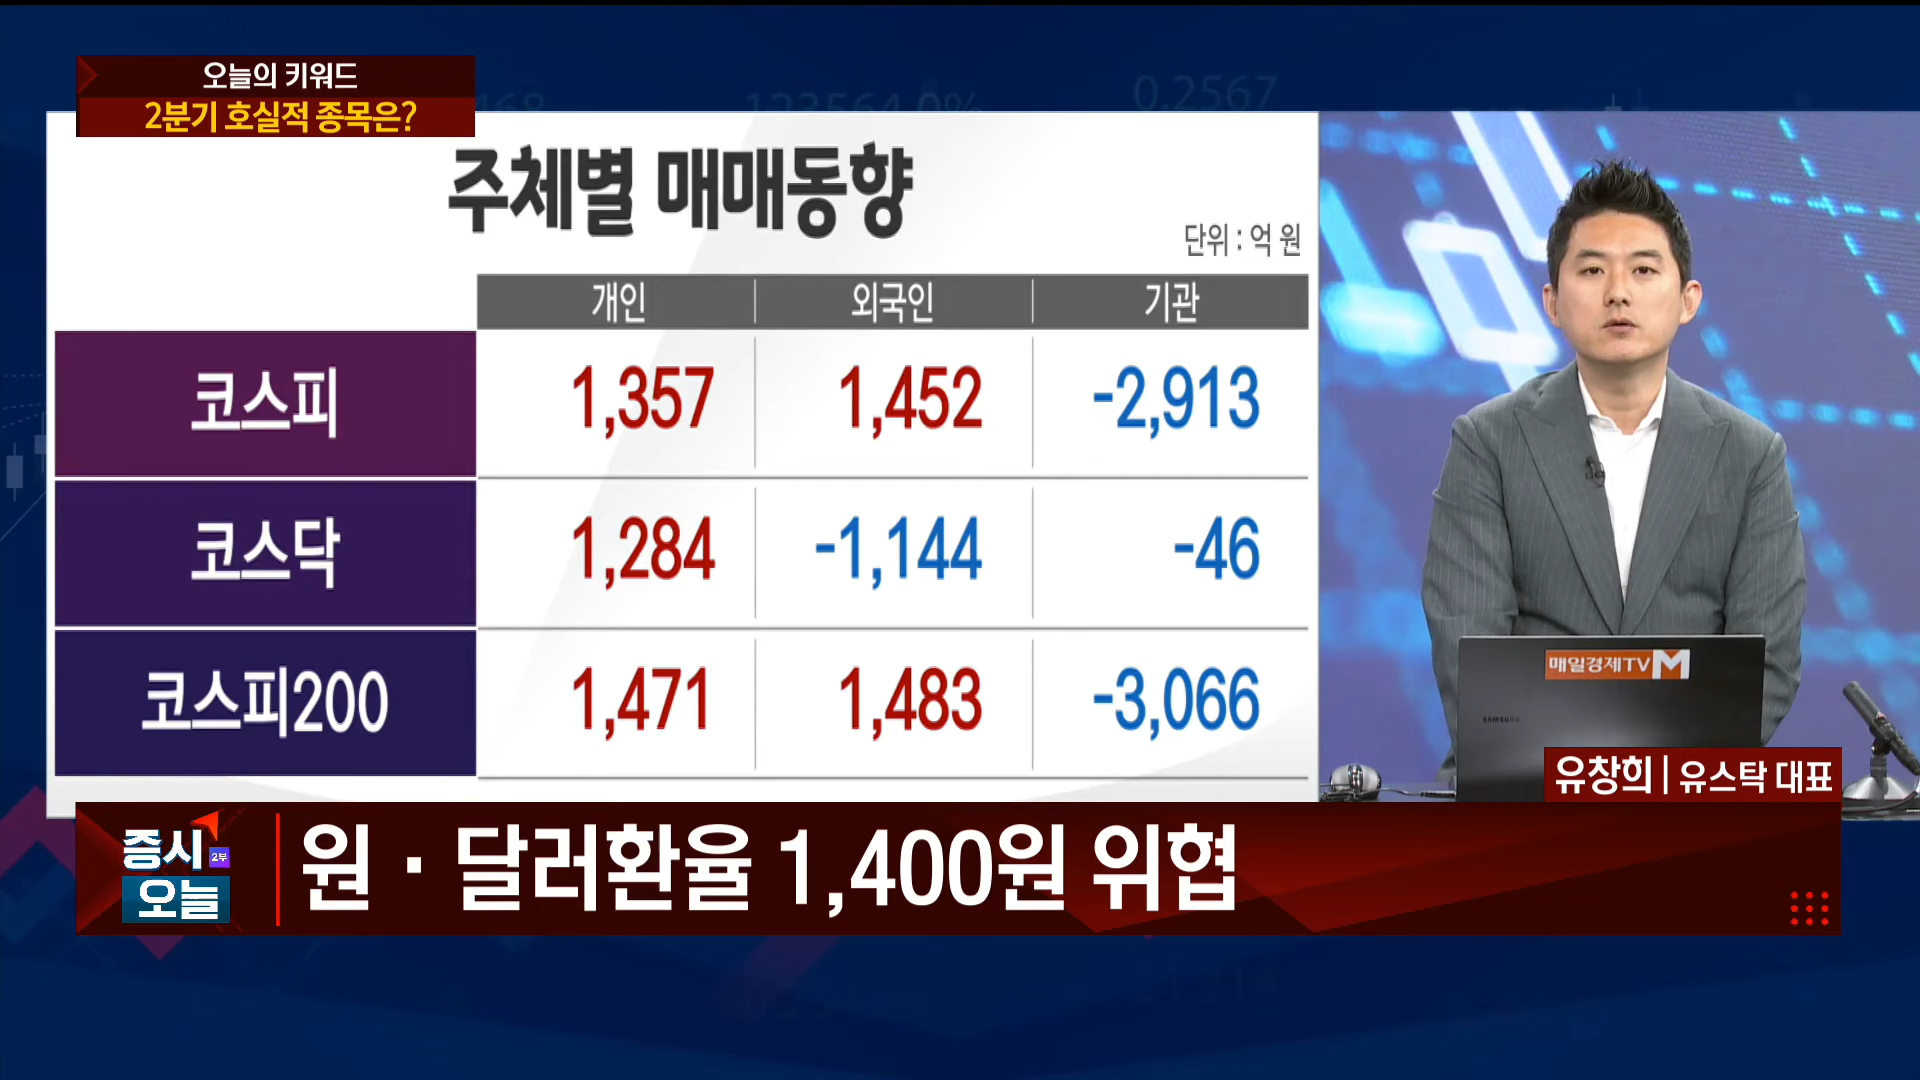 오늘의 키워드
2분기 호실적 종목은?
주체별 매매동향
단위 : 억 원
개인 외국인 기관
코스피 1,357 1,452 -2,913
코스닥 1,284 -1,144 -46
코스피200 1,471 1,483 -3,066
0.2567
매일경제TV M
SAMSUNG
유창희 | 유스탁 대표
증시 2부
오늘
원·달러환율 1,400원 위협